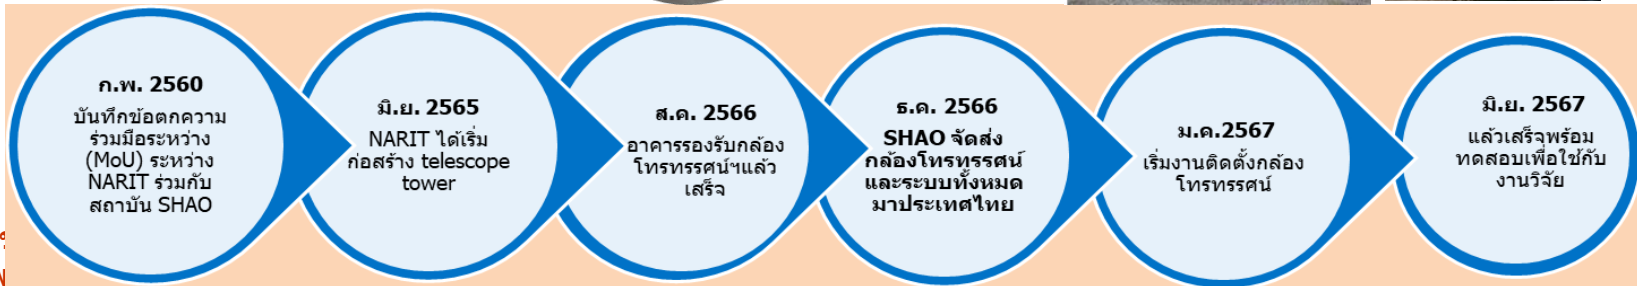 ก.พ. 2560
บันทึกข้อตกความ
ร่วมมือระหว่าง
(MoU) ระหว่าง
NARIT ร่วมกับ
สถาบัน SHAO
มิ.ย. 2565
NARIT ได้เริ่ม
ก่อสร้าง telescope
tower
ส.ค. 2566
อาคารรองรับกล้อง
โทรทรรศน์ฯแล้ว
เสร็จ
ธ.ค. 2566
SHAO จัดส่ง
กล้องโทรทรรศน์
และระบบทั้งหมด
มาประเทศไทย
ม.ค.2567
เริ่มงานติดตั้งกล้อง
โทรทรรศน์
มิ.ย. 2567
แล้วเสร็จพร้อม
ทดสอบเพื่อใช้กับ
งานวิจัย